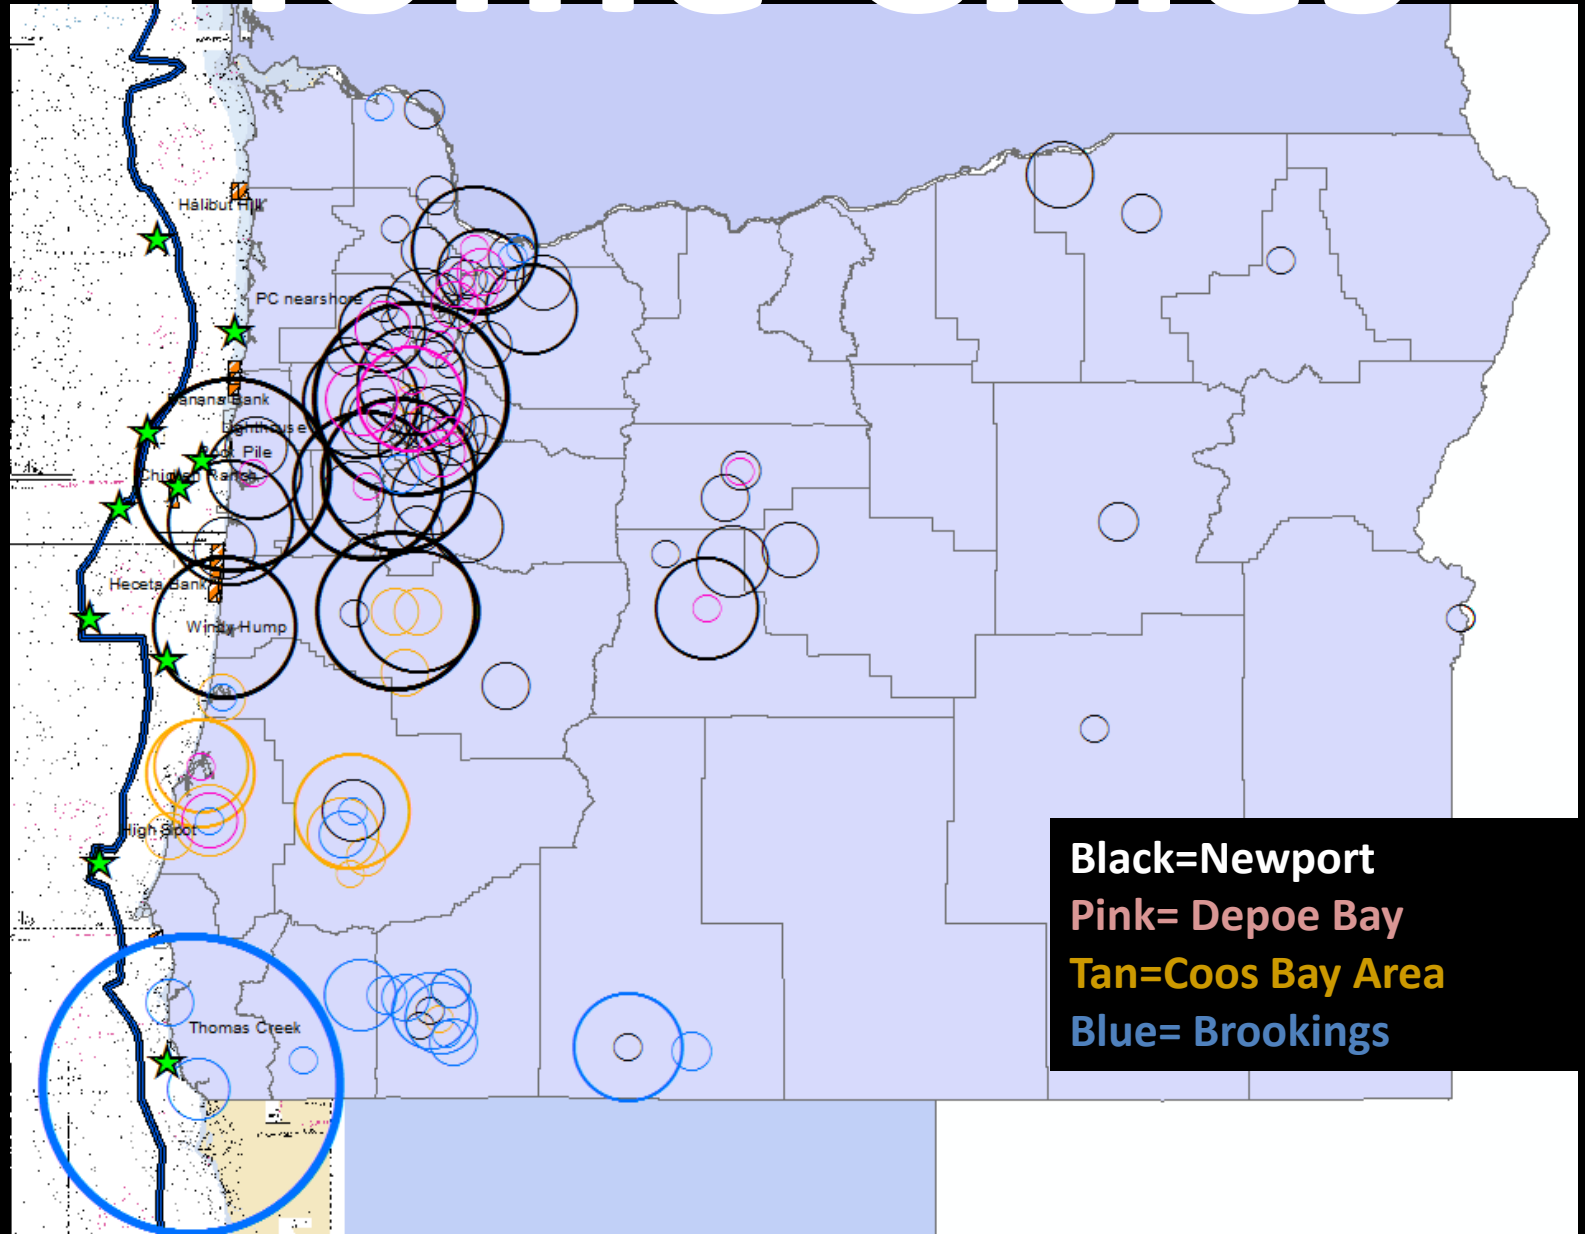 Halibut Hill
PC nearshore
Banana Bank
Lighthouse
Rock Pile
Chicken Ranch
Heceta Bank
Windy Hump
High Spot
Thomas Creek
Black=Newport
Pink= Depoe Bay
Tan=Coos Bay Area
Blue= Brookings